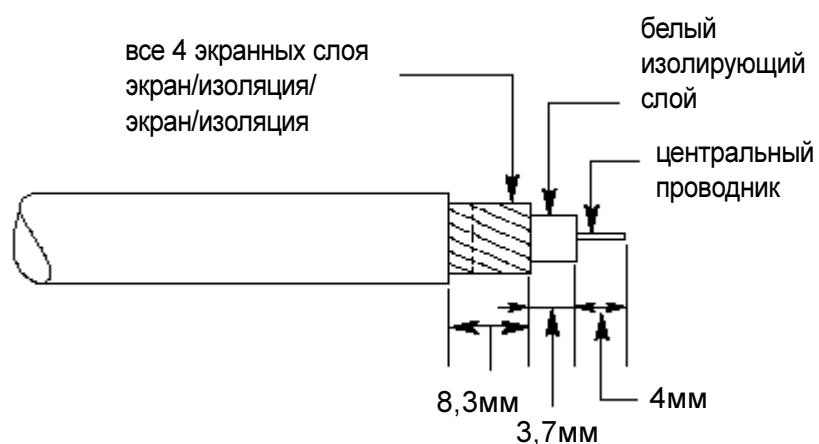 все 4 экранных слоя
экран/изоляция/
экран/изоляция
белый
изолирующий
слой
центральный
проводник
8,3мм
3,7мм
4мм